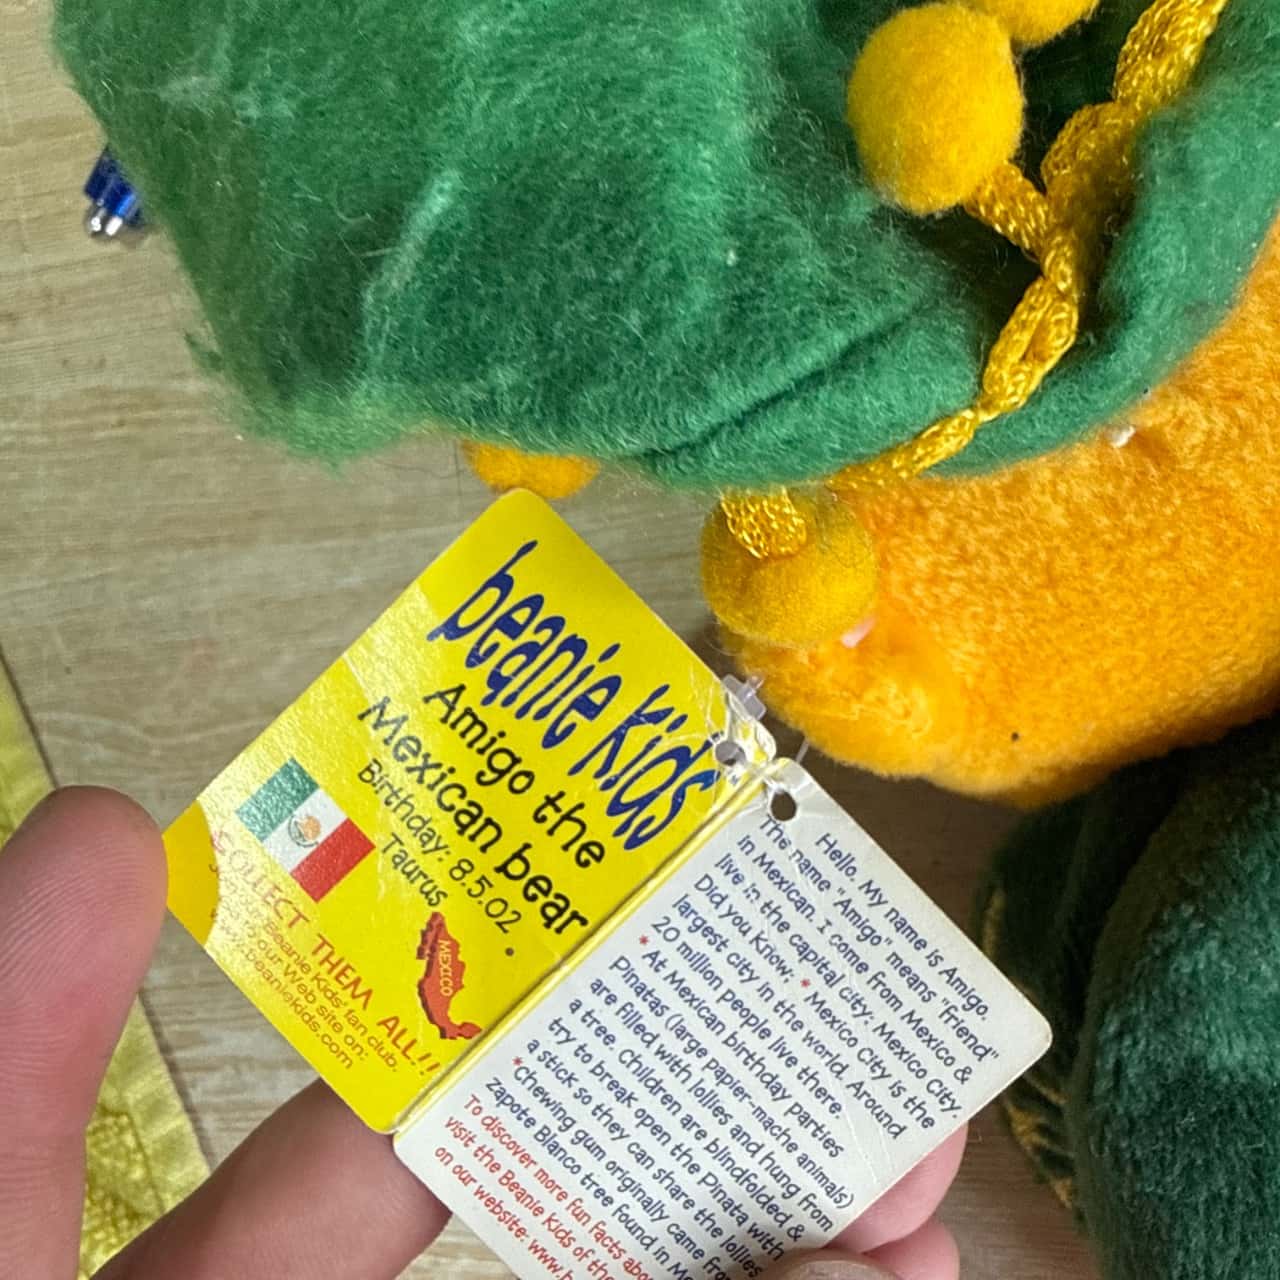 beanie kids
Amigo the
Mexican bear
Birthday: 8.5.02
Taurus
MEXICO
COLLECT THEM ALL!!
Beanie Kids' fan club.
our Web site on:
www.beaniekids.com
Hello. My name is Amigo.
The name "Amigo" means "friend"
in Mexican. I come from Mexico &
live in the capital city: Mexico City.
Did you know: * Mexico City is the
largest city in the world. Around
20 million people live there.
* At Mexican birthday parties
Pinatas (large papier-mache animals)
are filled with lollies and hung from
a tree. Children are blindfolded &
try to break open the Pinata with
a stick so they can share the lollies
*Chewing gum originally came from
zapote Blanco tree found in
To discover more fun facts
visit the Beanie Kids of the
on our website: